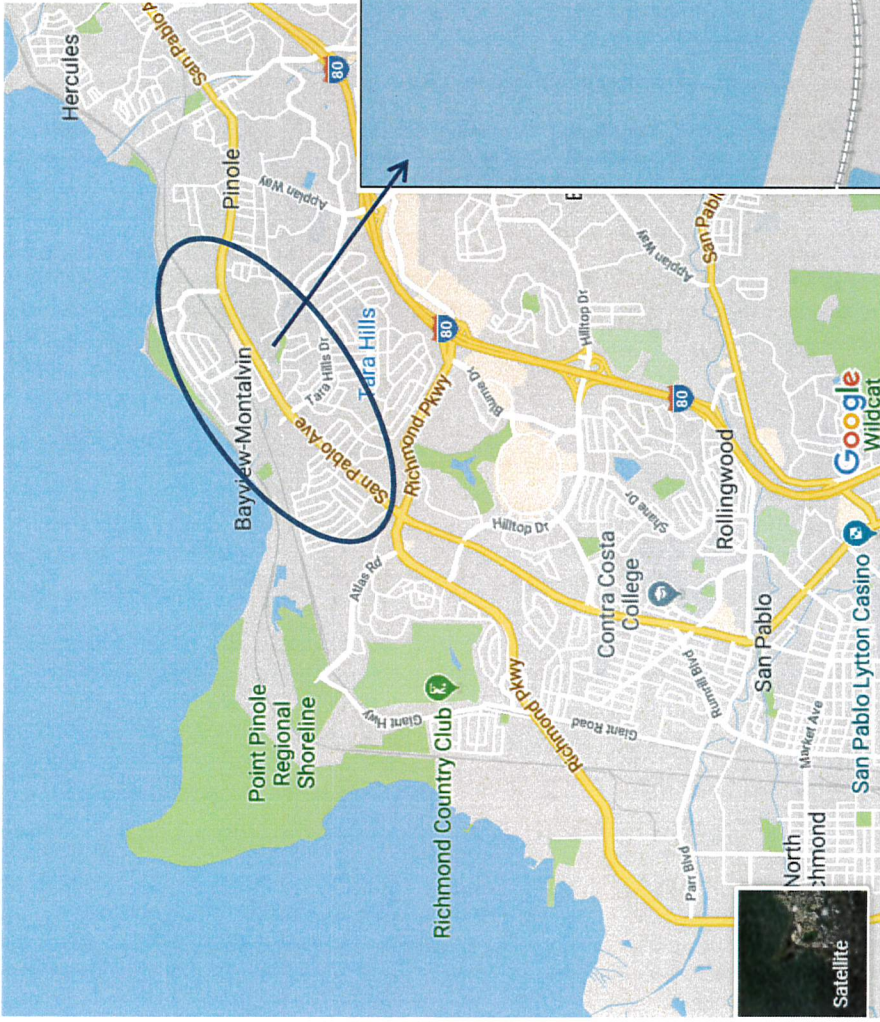 Hercules
San Pablo A
Pinole
Bayview-Montalvin
Point Pinole
Regional
Shoreline
Appian Way
Tara Hills Dr
80
San Pablo Ave
Tara Hills
Atlas Rd
Giant Hwy
Richmond Pkwy
Richmond Country Club
80
Blume Dr
Hilltop Dr
Hilltop Dr
E
Richmond Pkwy
Giant Road
Contra Costa
College
Shane Dr
80
Appian Way
San Pabl
Rumrill Blvd
Parr Blvd
Rollingwood
San Pablo
Market Ave
North
chmond
Google
Wildcat
San Pablo Lytton Casino
Satellite